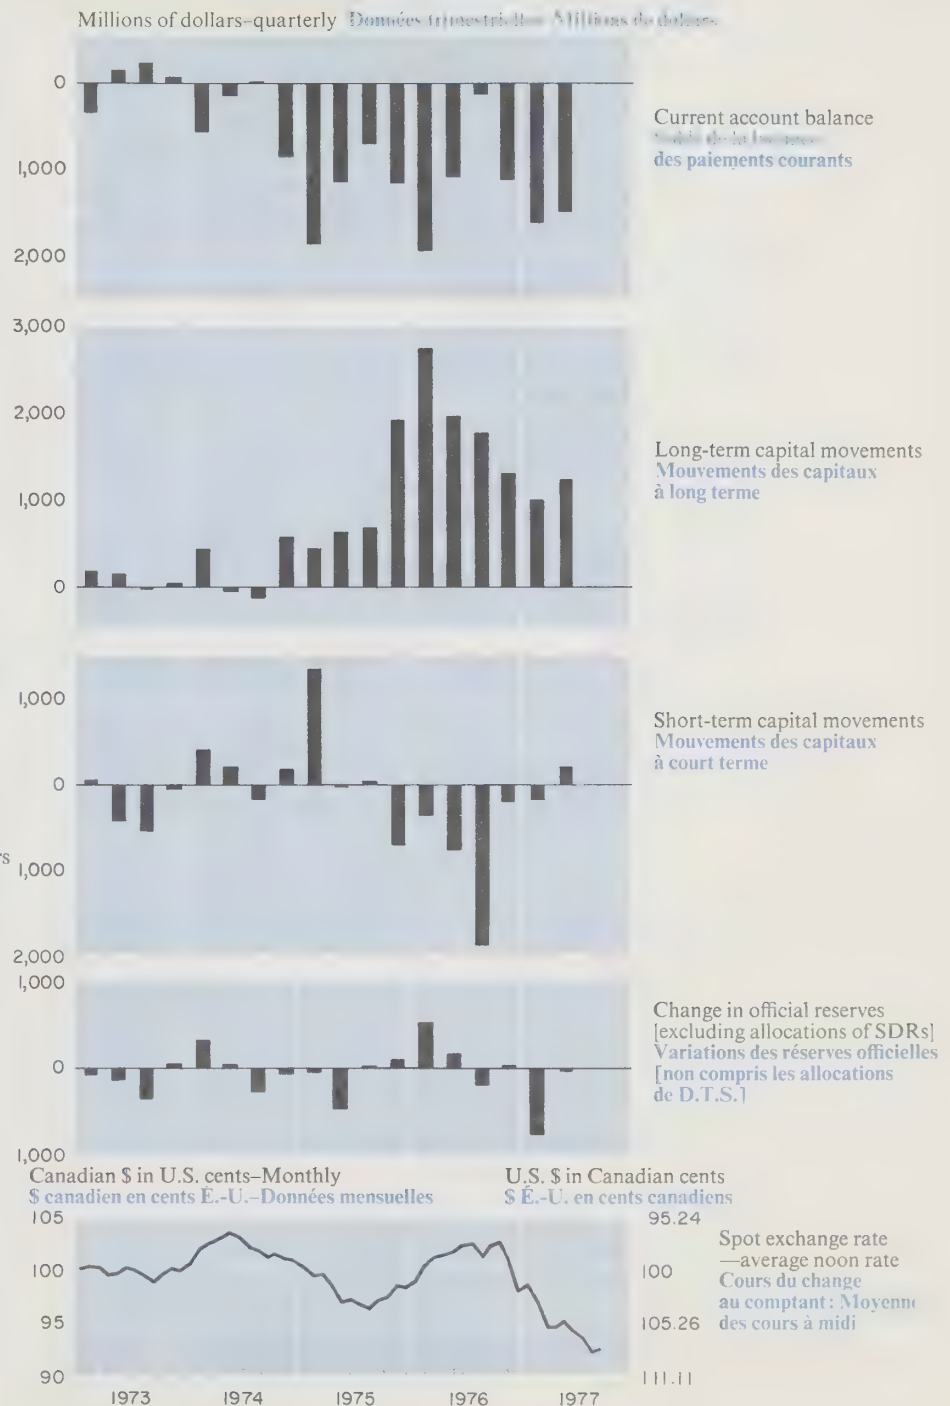 Millions of dollars–quarterly Données trimestrielles Millions de dollars
0
1,000
2,000
Current account balance
des paiements courants
3,000
2,000
1,000
0
Long-term capital movements
Mouvements des capitaux
à long terme
1,000
0
1,000
2,000
rs
Short-term capital movements
Mouvements des capitaux
à court terme
1,000
0
1,000
Change in official reserves
[excluding allocations of SDRs]
Variations des réserves officielles
[non compris les allocations
de D.T.S.]
Canadian $ in U.S. cents–Monthly
$ canadien en cents É.-U.–Données mensuelles
U.S. $ in Canadian cents
$ É.-U. en cents canadiens
105
100
95
90
95.24
100
105.26
111.11
Spot exchange rate
—average noon rate
Cours du change
au comptant : Moyenne
des cours à midi
1973 1974 1975 1976 1977